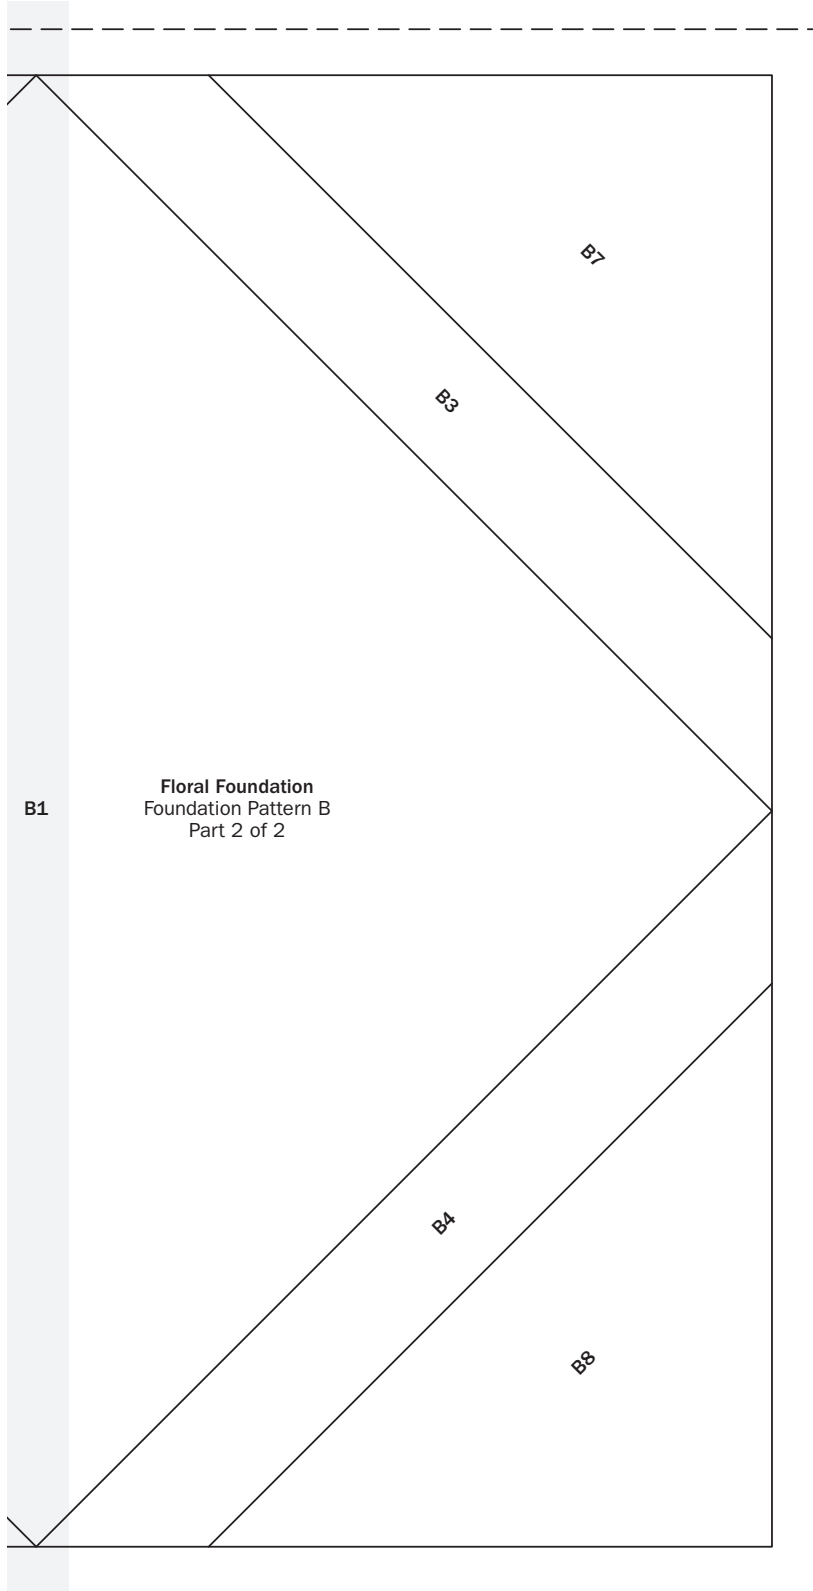 B7
B3
Floral Foundation
Foundation Pattern B
Part 2 of 2
B1
B4
B8